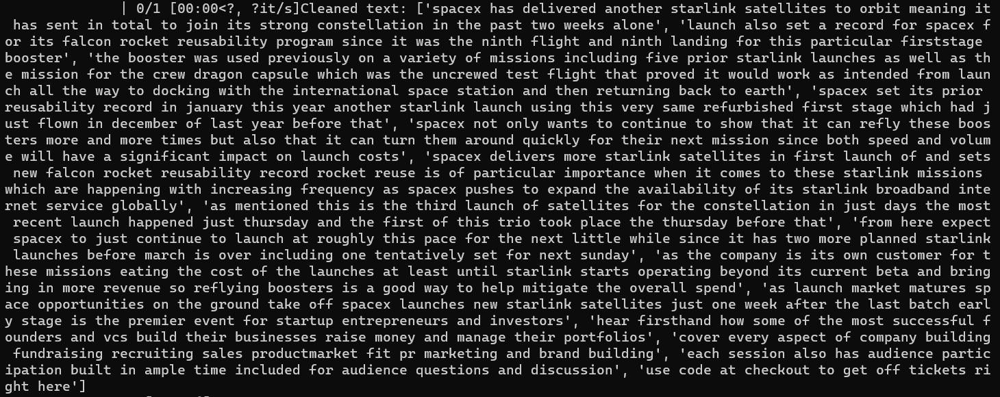 | 0/1 [00:00<?, ?it/s]Cleaned text: ['spacex has delivered another starlink satellites to orbit meaning it
 has sent in total to join its strong constellation in the past two weeks alone', 'launch also set a record for spacex f
or its falcon rocket reusability program since it was the ninth flight and ninth landing for this particular firststage
booster', 'the booster was used previously on a variety of missions including five prior starlink launches as well as th
e mission for the crew dragon capsule which was the uncrewed test flight that proved it would work as intended from laun
ch all the way to docking with the international space station and then returning back to earth', 'spacex set its prior
reusability record in january this year another starlink launch using this very same refurbished first stage which had j
ust flown in december of last year before that', 'spacex not only wants to continue to show that it can refly these boos
ters more and more times but also that it can turn them around quickly for their next mission since both speed and volum
e will have a significant impact on launch costs', 'spacex delivers more starlink satellites in first launch of and sets
 new falcon rocket reusability record rocket reuse is of particular importance when it comes to these starlink missions
which are happening with increasing frequency as spacex pushes to expand the availability of its starlink broadband inte
rnet service globally', 'as mentioned this is the third launch of satellites for the constellation in just days the most
 recent launch happened just thursday and the first of this trio took place the thursday before that', 'from here expect
 spacex to just continue to launch at roughly this pace for the next little while since it has two more planned starlink
 launches before march is over including one tentatively set for next sunday', 'as the company is its own customer for t
hese missions eating the cost of the launches at least until starlink starts operating beyond its current beta and bring
ing in more revenue so reflying boosters is a good way to help mitigate the overall spend', 'as launch market matures sp
ace opportunities on the ground take off spacex launches new starlink satellites just one week after the last batch earl
y stage is the premier event for startup entrepreneurs and investors', 'hear firsthand how some of the most successful f
ounders and vcs build their businesses raise money and manage their portfolios', 'cover every aspect of company building
 fundraising recruiting sales productmarket fit pr marketing and brand building', 'each session also has audience partic
ipation built in ample time included for audience questions and discussion', 'use code at checkout to get off tickets ri
ght here']